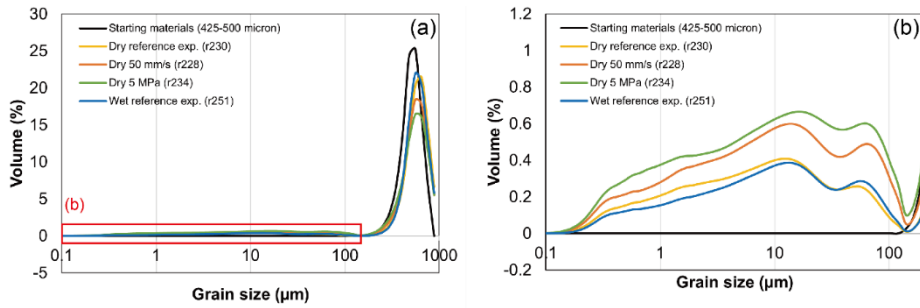 (a)
Starting materials (425-500 micron)
Dry reference exp. (r230)
Dry 50 mm/s (r228)
Dry 5 MPa (r234)
Wet reference exp. (r251)
Volume (%)
30
25
20
15
10
5
0
-5
(b)
0.1
1
10
100
1000
Grain size (µm)
(b)
Starting materials (425-500 micron)
Dry reference exp. (r230)
Dry 50 mm/s (r228)
Dry 5 MPa (r234)
Wet reference exp. (r251)
Volume (%)
1.2
1
0.8
0.6
0.4
0.2
0
-0.2
0.1
1
10
100
Grain size (µm)